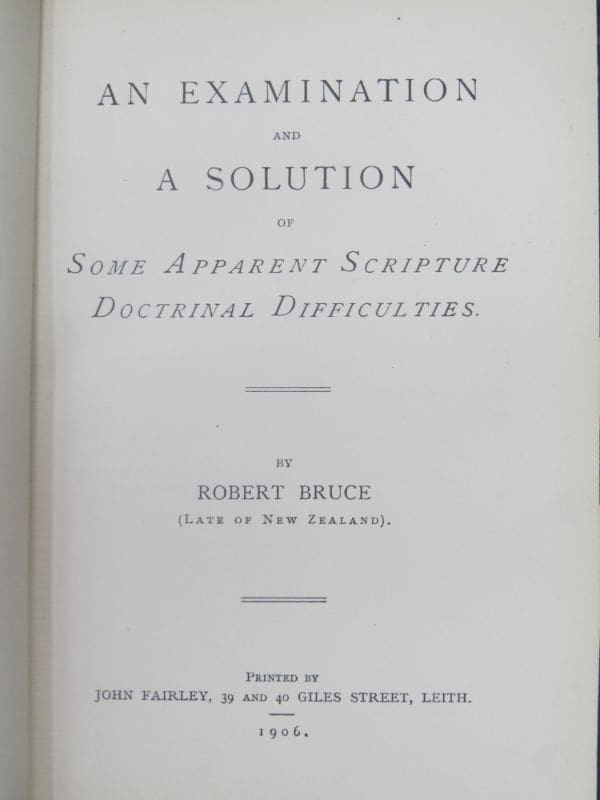 AN EXAMINATION
AND
A SOLUTION
OF
SOME APPARENT SCRIPTURE
DOCTRINAL DIFFICULTIES.
BY
ROBERT BRUCE
(LATE OF NEW ZEALAND).
PRINTED BY
JOHN FAIRLEY, 39 AND 40 GILES STREET, LEITH.
1906.